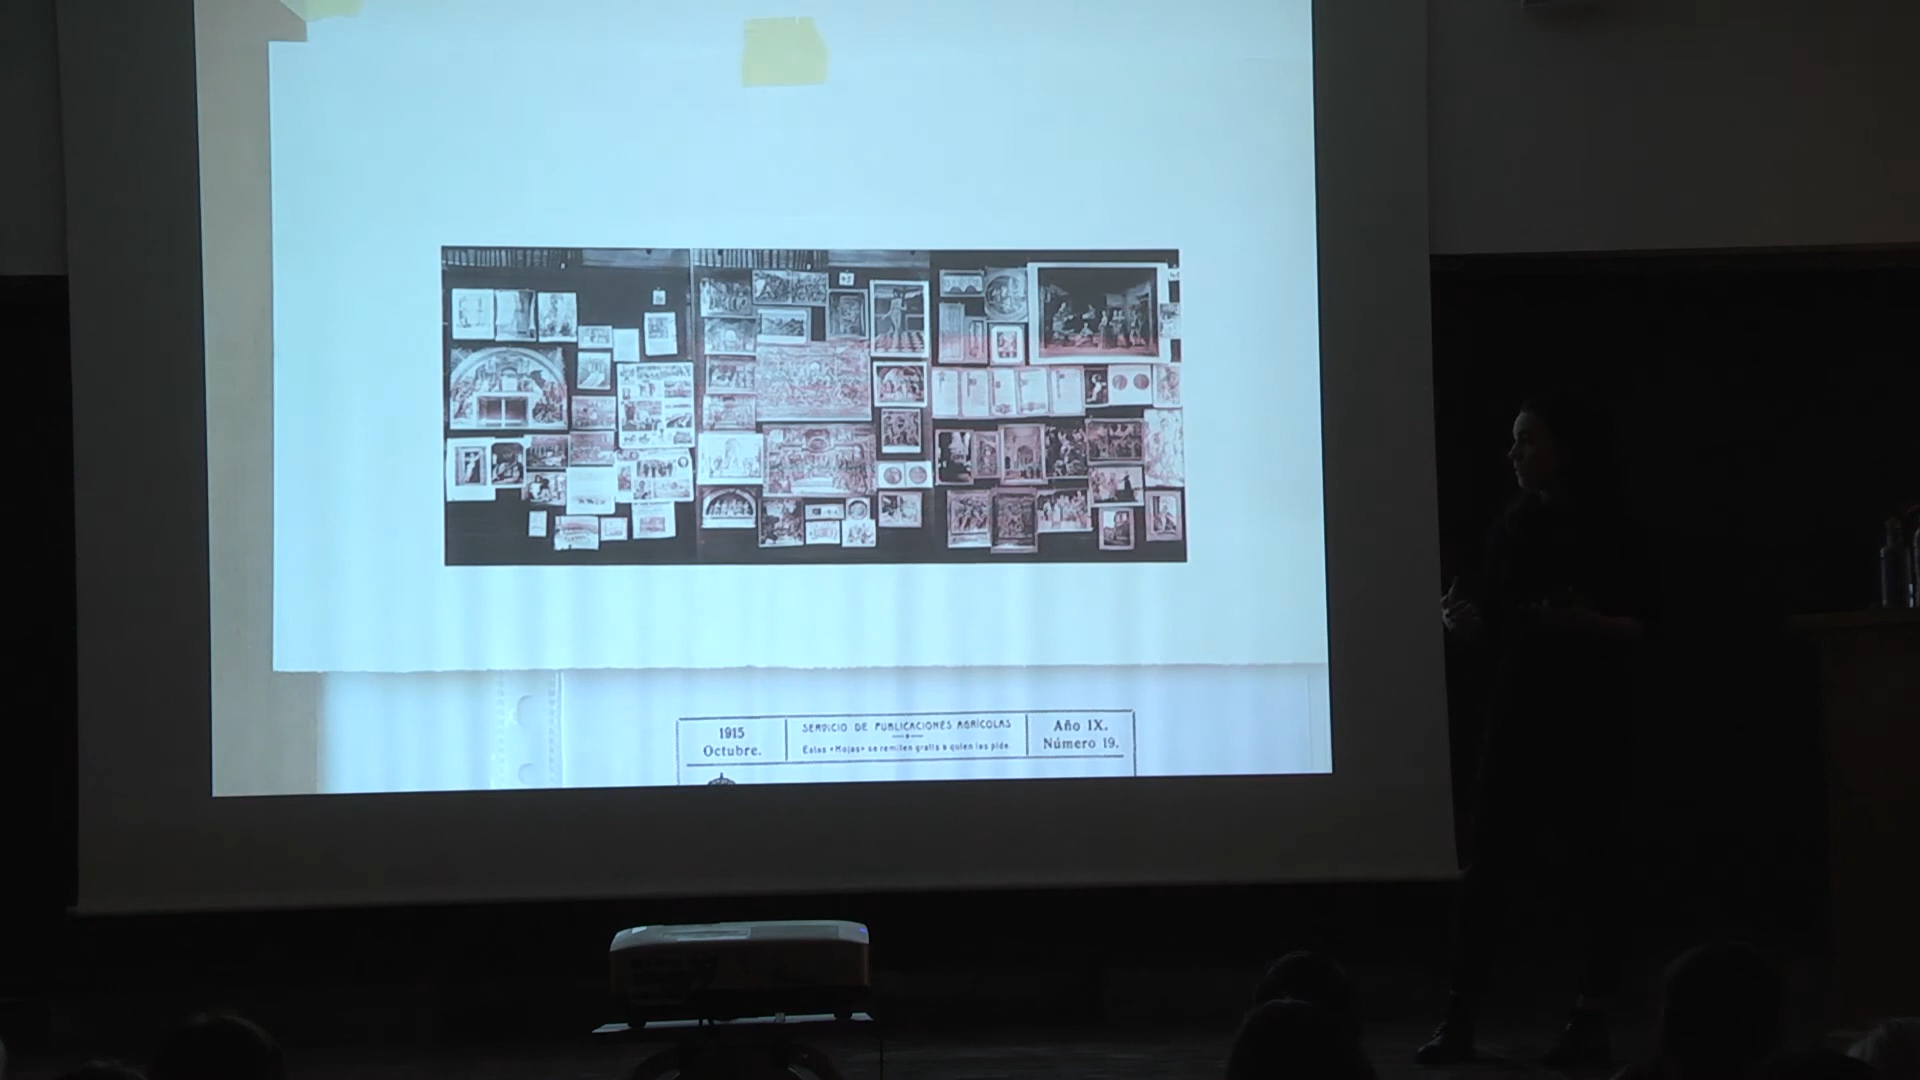 1915
Octubre.
SERVICIO DE PUBLICACIONES AGRÍCOLAS
Estas «Hojas» se remiten gratis a quien las pide.
Año IX.
Número 19.